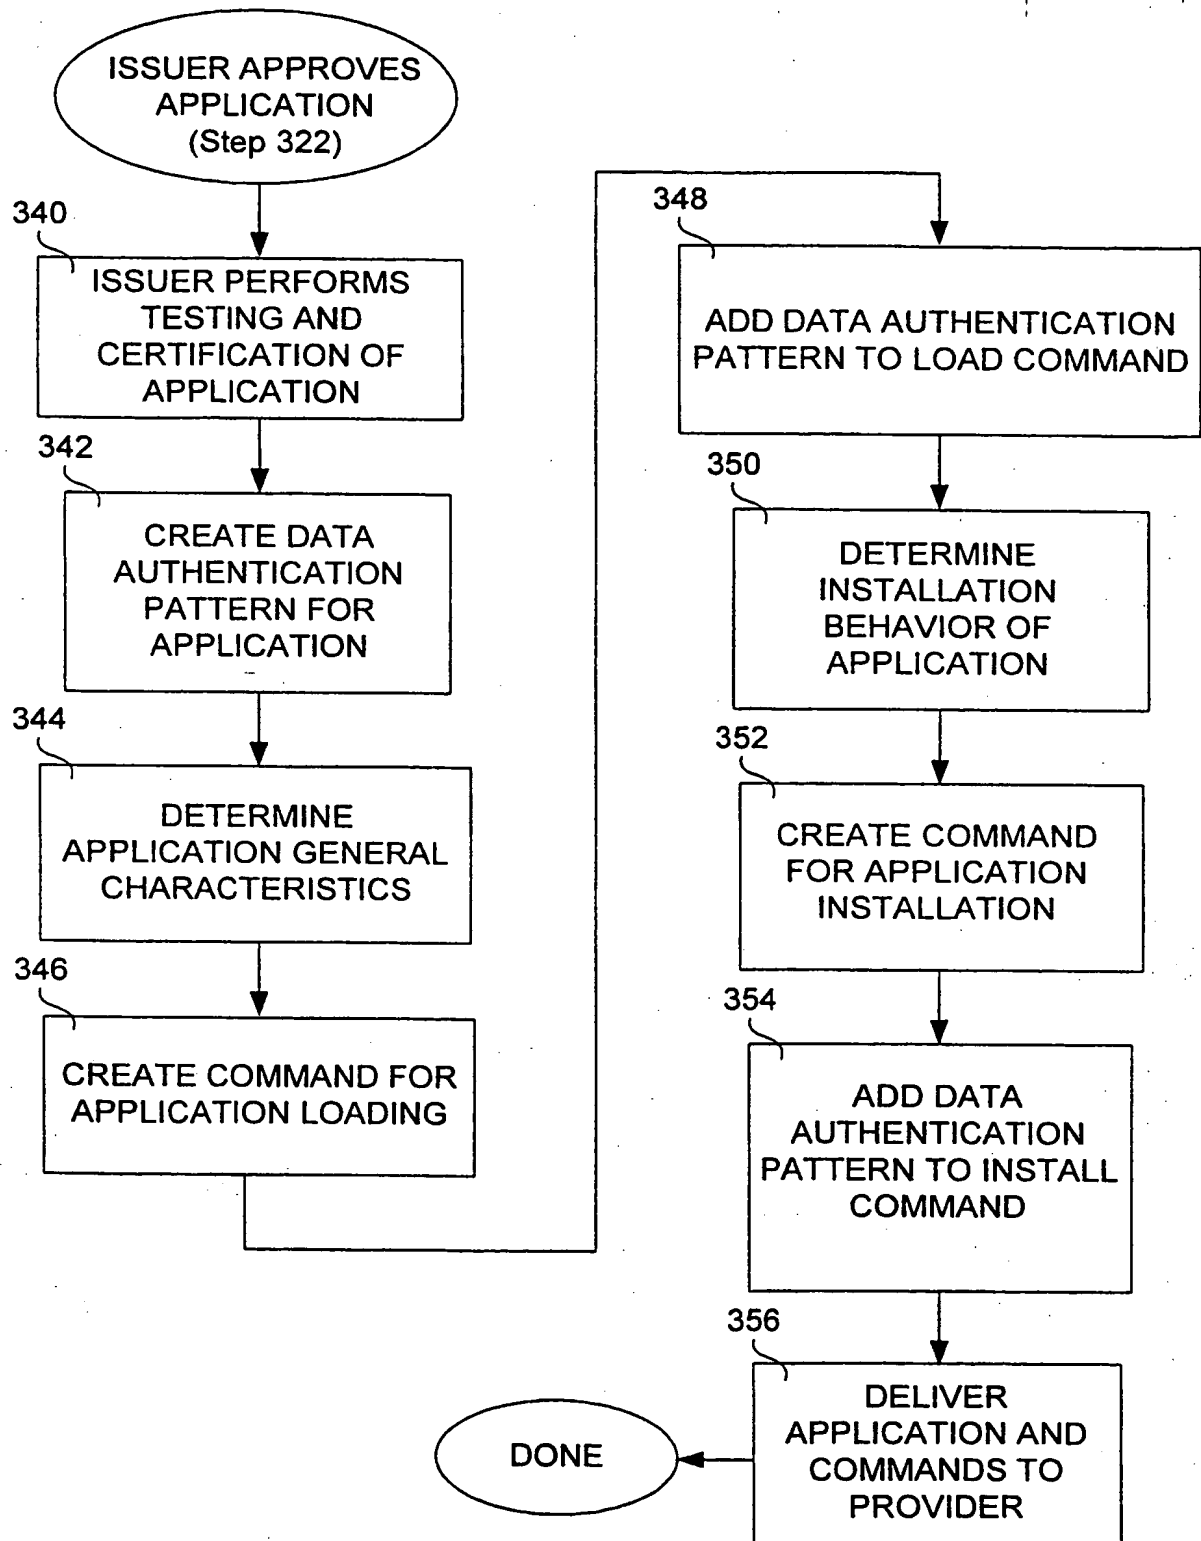 ISSUER APPROVES
APPLICATION
(Step 322)
340
ISSUER PERFORMS
TESTING AND
CERTIFICATION OF
APPLICATION
342
CREATE DATA
AUTHENTICATION
PATTERN FOR
APPLICATION
344
DETERMINE
APPLICATION GENERAL
CHARACTERISTICS
346
CREATE COMMAND FOR
APPLICATION LOADING
348
ADD DATA AUTHENTICATION
PATTERN TO LOAD COMMAND
350
DETERMINE
INSTALLATION
BEHAVIOR OF
APPLICATION
352
CREATE COMMAND
FOR APPLICATION
INSTALLATION
354
ADD DATA
AUTHENTICATION
PATTERN TO INSTALL
COMMAND
356
DELIVER
APPLICATION AND
COMMANDS TO
PROVIDER
DONE